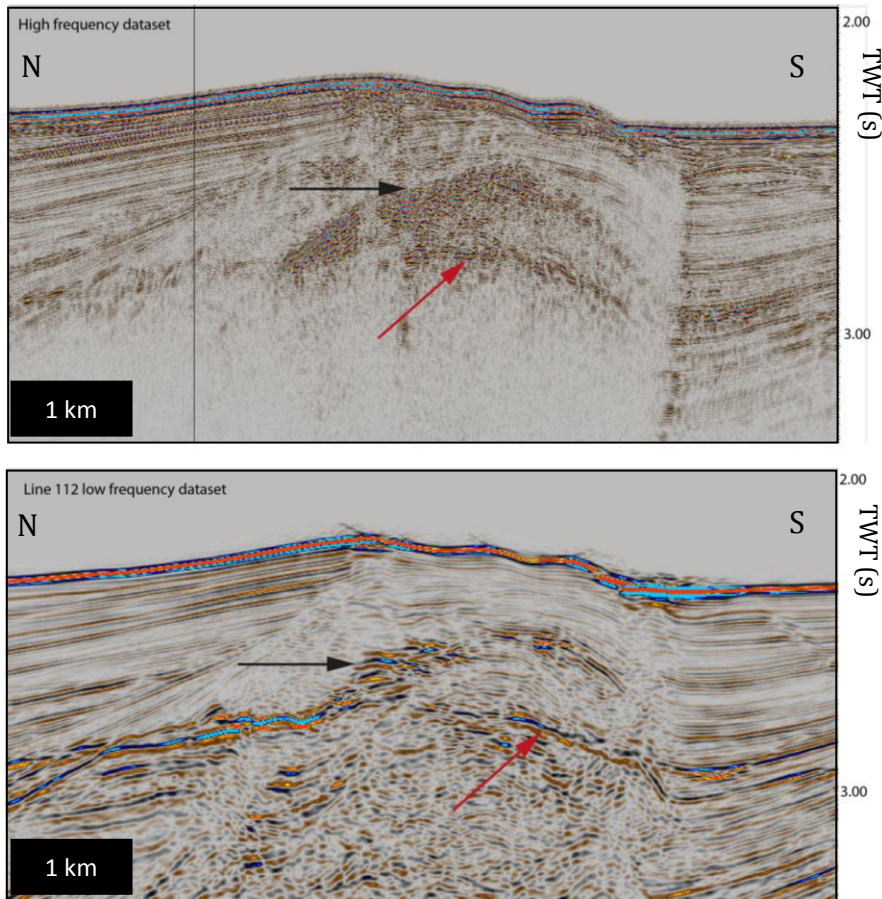 High frequency dataset
2.00
N
S
TWT (s)
3.00
1 km
Line 112 low frequency dataset
2.00
N
S
TWT (s)
3.00
1 km